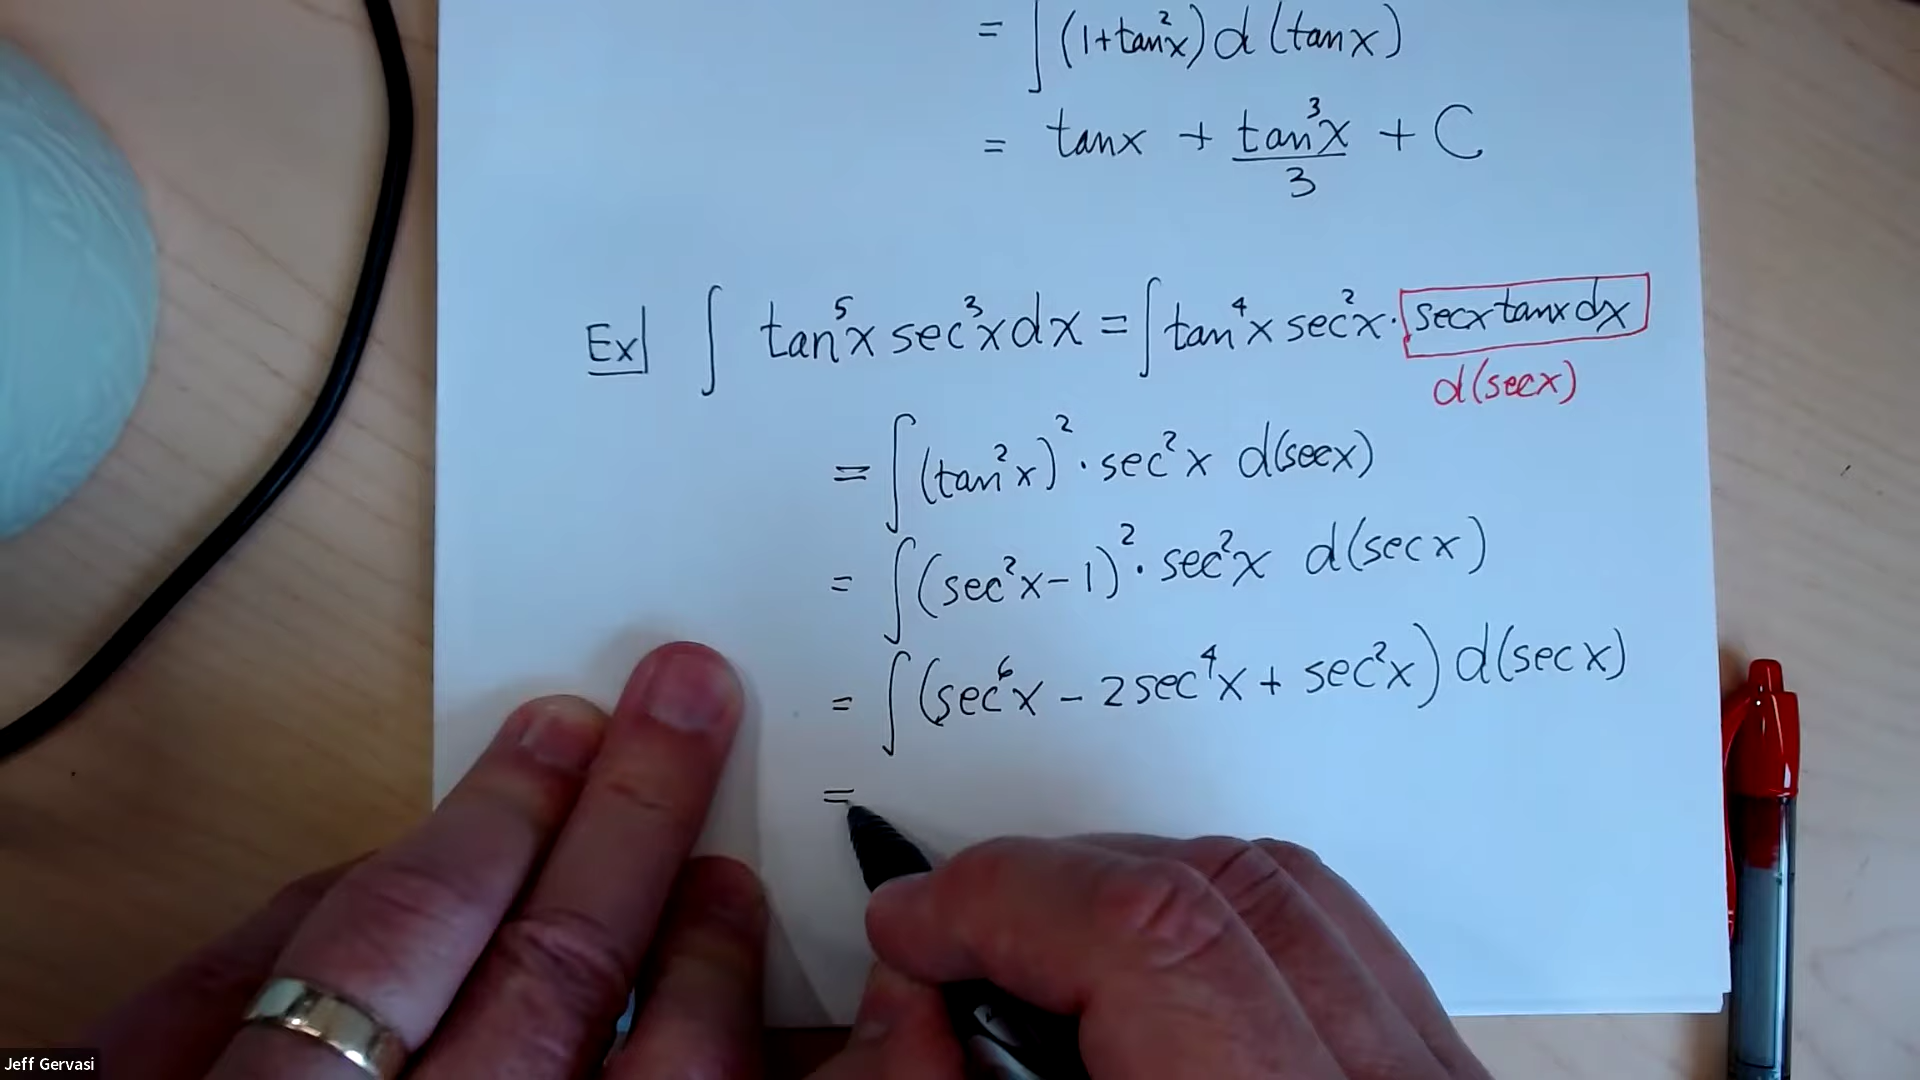 = ∫ (1+tan²x) d (tanx)
= tanx + tan³x/3 + C
Ex| ∫ tan⁵x sec³x dx = ∫ tan⁴x sec²x · secx tanx dx
d(secx)
= ∫ (tan²x)² · sec²x d(secx)
= ∫ (sec²x-1)² · sec²x d(secx)
= ∫ (sec⁶x - 2sec⁴x + sec²x) d(secx)
=
Jeff Gervasi